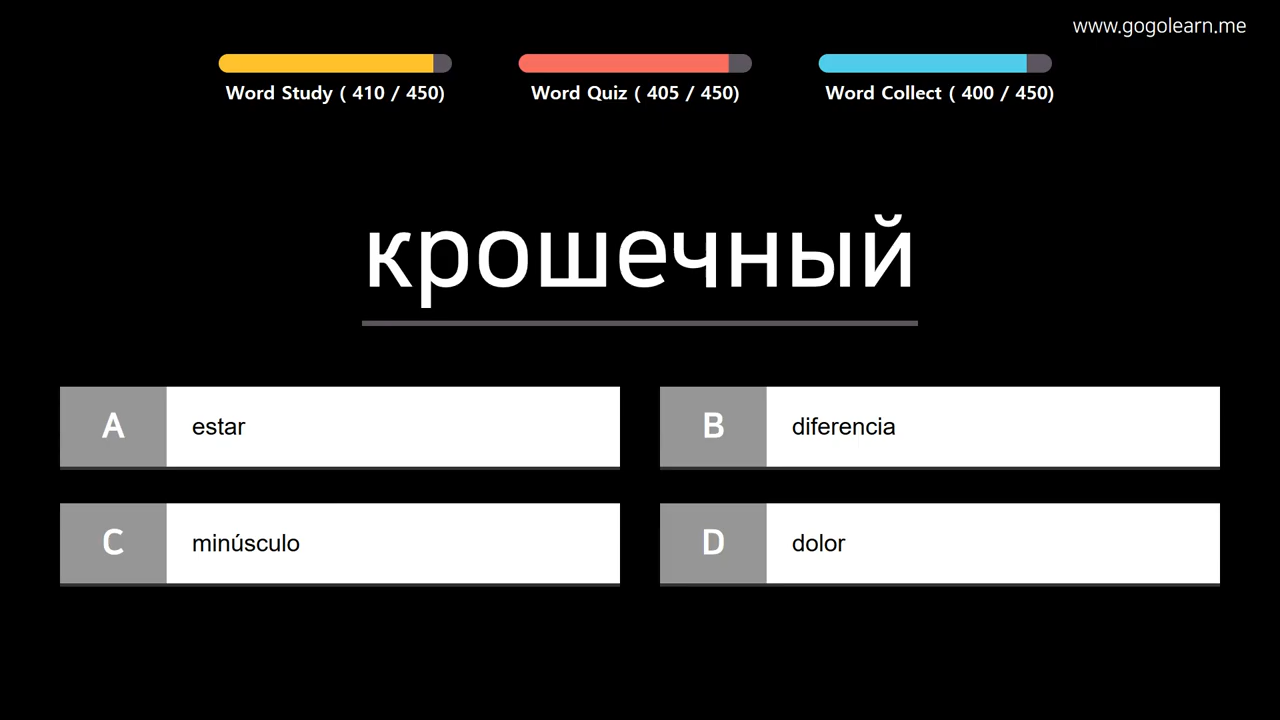 www.gogolearn.me
Word Study ( 410 / 450)
Word Quiz ( 405 / 450)
Word Collect ( 400 / 450)
крошечный
A estar
B diferencia
C minúsculo
D dolor